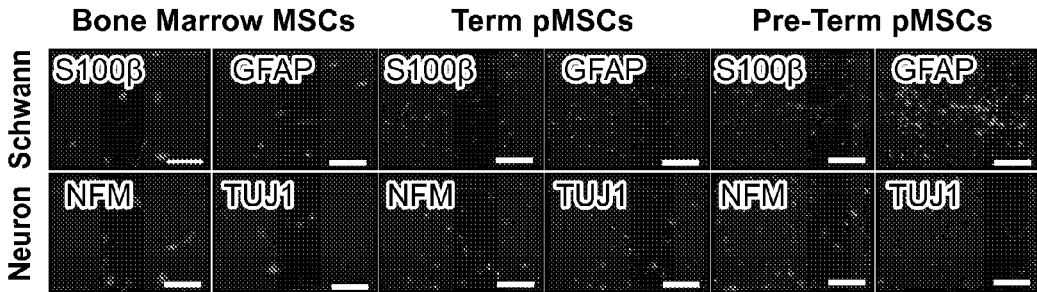 Bone Marrow MSCs Term pMSCs Pre-Term pMSCs
Schwann S100β GFAP S100β GFAP S100β GFAP
Neuron NFM TUJ1 NFM TUJ1 NFM TUJ1